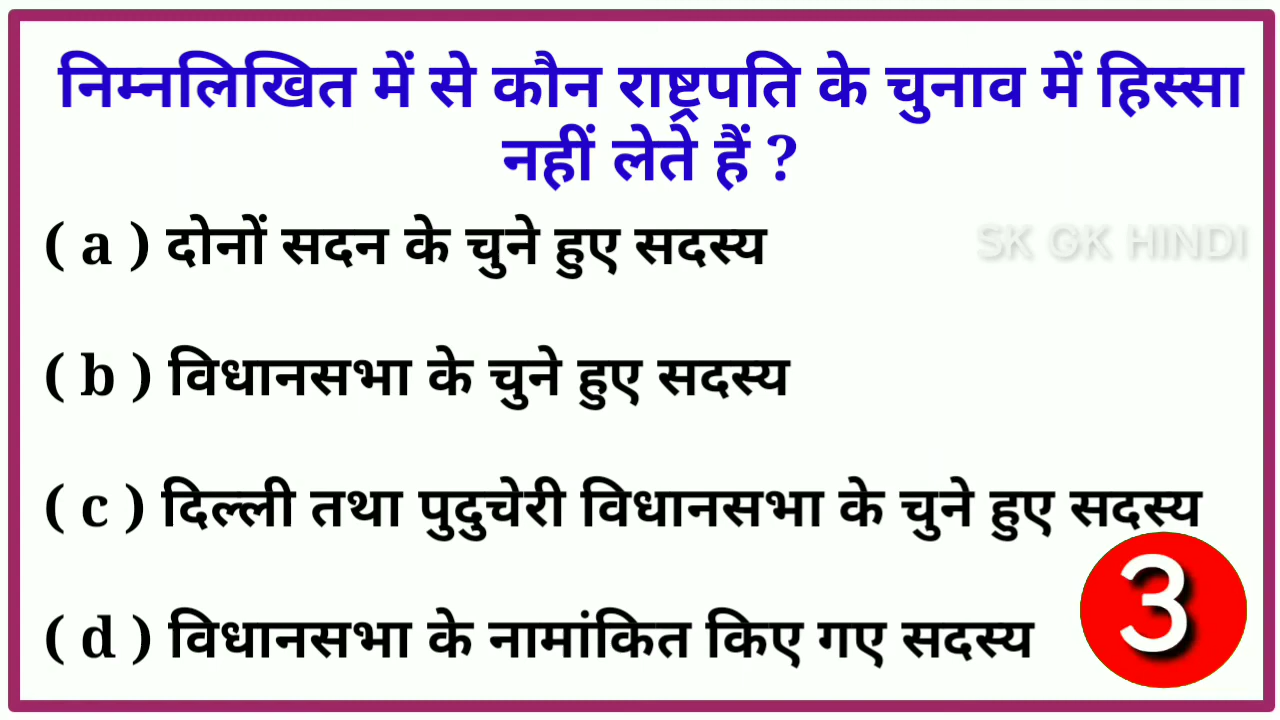 निम्नलिखित में से कौन राष्ट्रपति के चुनाव में हिस्सा
नहीं लेते हैं ?
( a ) दोनों सदन के चुने हुए सदस्य
SK GK HINDI
( b ) विधानसभा के चुने हुए सदस्य
( c ) दिल्ली तथा पुदुचेरी विधानसभा के चुने हुए सदस्य
3
( d ) विधानसभा के नामांकित किए गए सदस्य